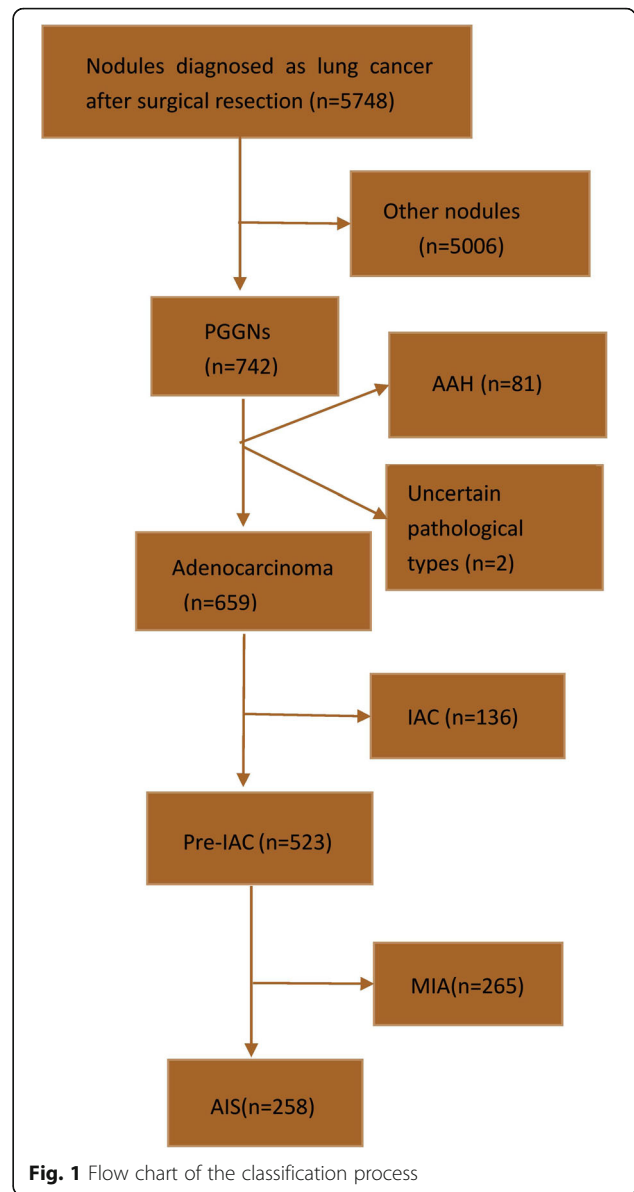 Nodules diagnosed as lung cancer
after surgical resection (n=5748)
Other nodules
(n=5006)
PGGNs
(n=742)
AAH (n=81)
Uncertain
pathological
types (n=2)
Adenocarcinoma
(n=659)
IAC (n=136)
Pre-IAC (n=523)
MIA(n=265)
AIS(n=258)
Fig. 1 Flow chart of the classification process